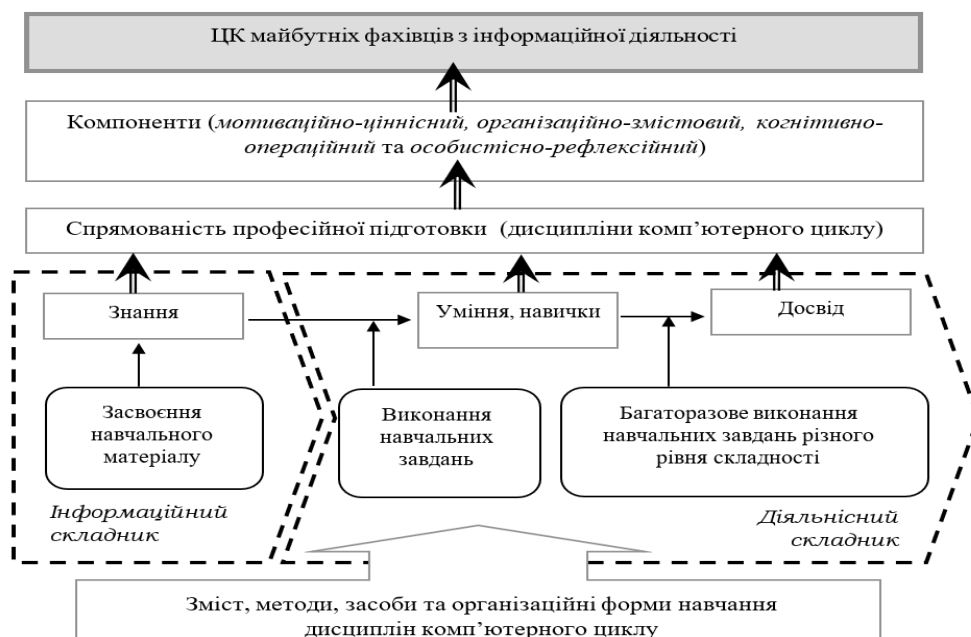 ЦК майбутніх фахівців з інформаційної діяльності
Компоненти (мотиваційно-ціннісний, організаційно-змістовий, когнітивно-
операційний та особистісно-рефлексійний)
Спрямованість професійної підготовки (дисципліни комп’ютерного циклу)
Знання
Уміння, навички
Досвід
Засвоєння
навчального
матеріалу
Виконання
навчальних
завдань
Багаторазове виконання
навчальних завдань різного
рівня складності
Інформаційний
складник
Діяльнісний
складник
Зміст, методи, засоби та організаційні форми навчання
дисциплін комп’ютерного циклу